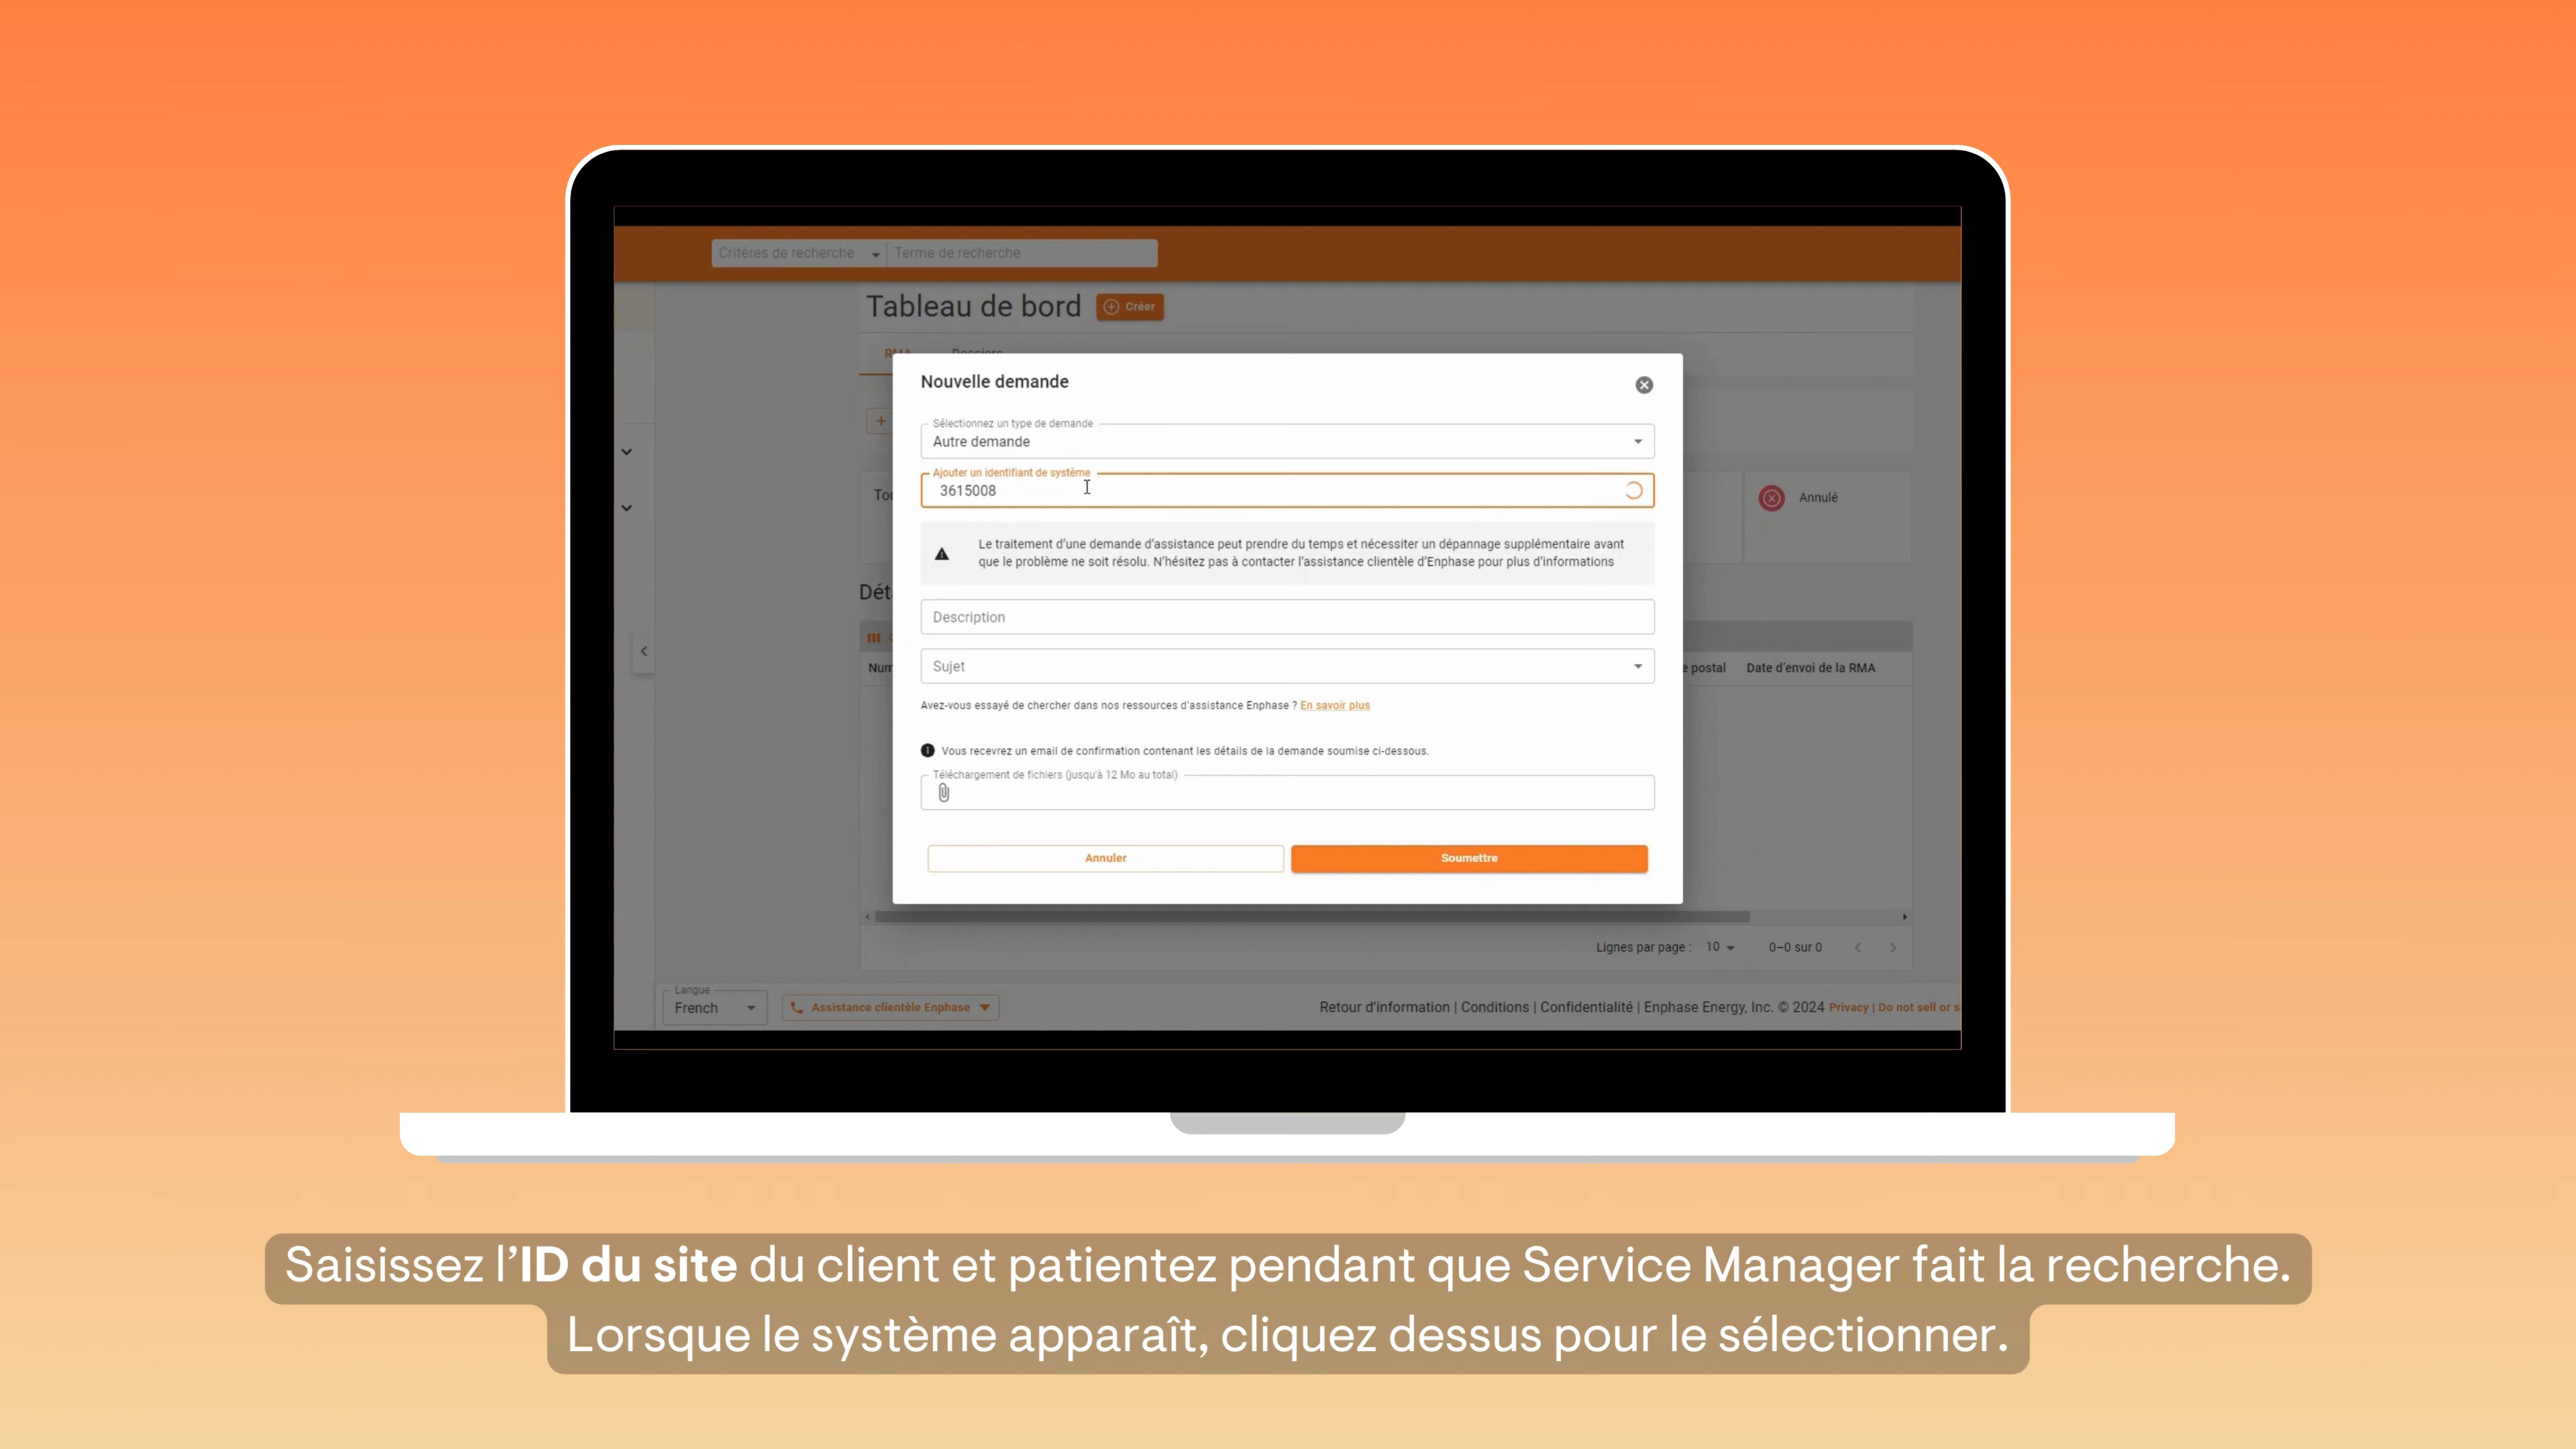 Critères de recherche Terme de recherche
Tableau de bord Créer
Nouvelle demande
Sélectionnez un type de demande
Autre demande
Ajouter un identifiant de système
3615008
Annulé
Le traitement d'une demande d'assistance peut prendre du temps et nécessiter un dépannage supplémentaire avant
que le problème ne soit résolu. N'hésitez pas à contacter l'assistance clientèle d'Enphase pour plus d'informations
Description
Sujet
postal Date d'envoi de la RMA
Avez-vous essayé de chercher dans nos ressources d'assistance Enphase ? En savoir plus
Vous recevrez un email de confirmation contenant les détails de la demande soumise ci-dessous.
Téléchargement de fichiers (jusqu'à 12 Mo au total)
Annuler Soumettre
Lignes par page : 10 0–0 sur 0
Langue
French Assistance clientèle Enphase Retour d'information | Conditions | Confidentialité | Enphase Energy, Inc. © 2024 Privacy | Do not sell or
Saisissez l'ID du site du client et patientez pendant que Service Manager fait la recherche.
Lorsque le système apparaît, cliquez dessus pour le sélectionner.